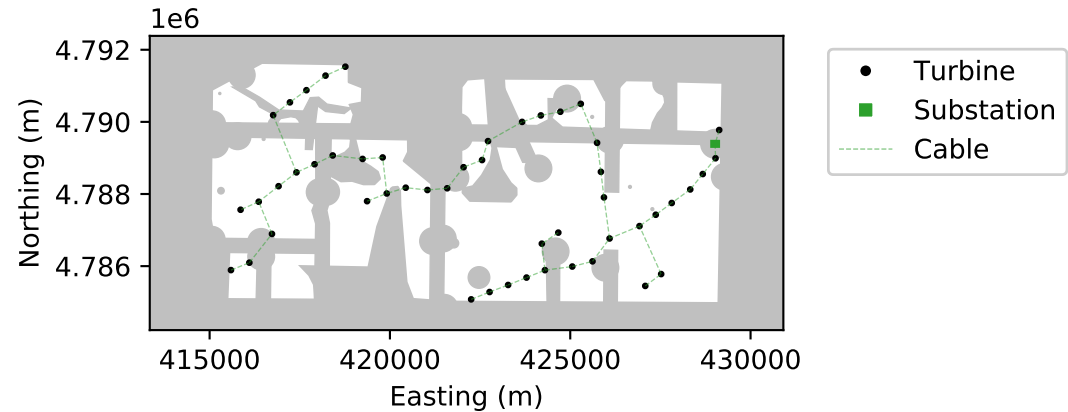 1e6
4.792
4.790
4.788
4.786
Northing (m)
415000 420000 425000 430000
Easting (m)
Turbine
Substation
Cable